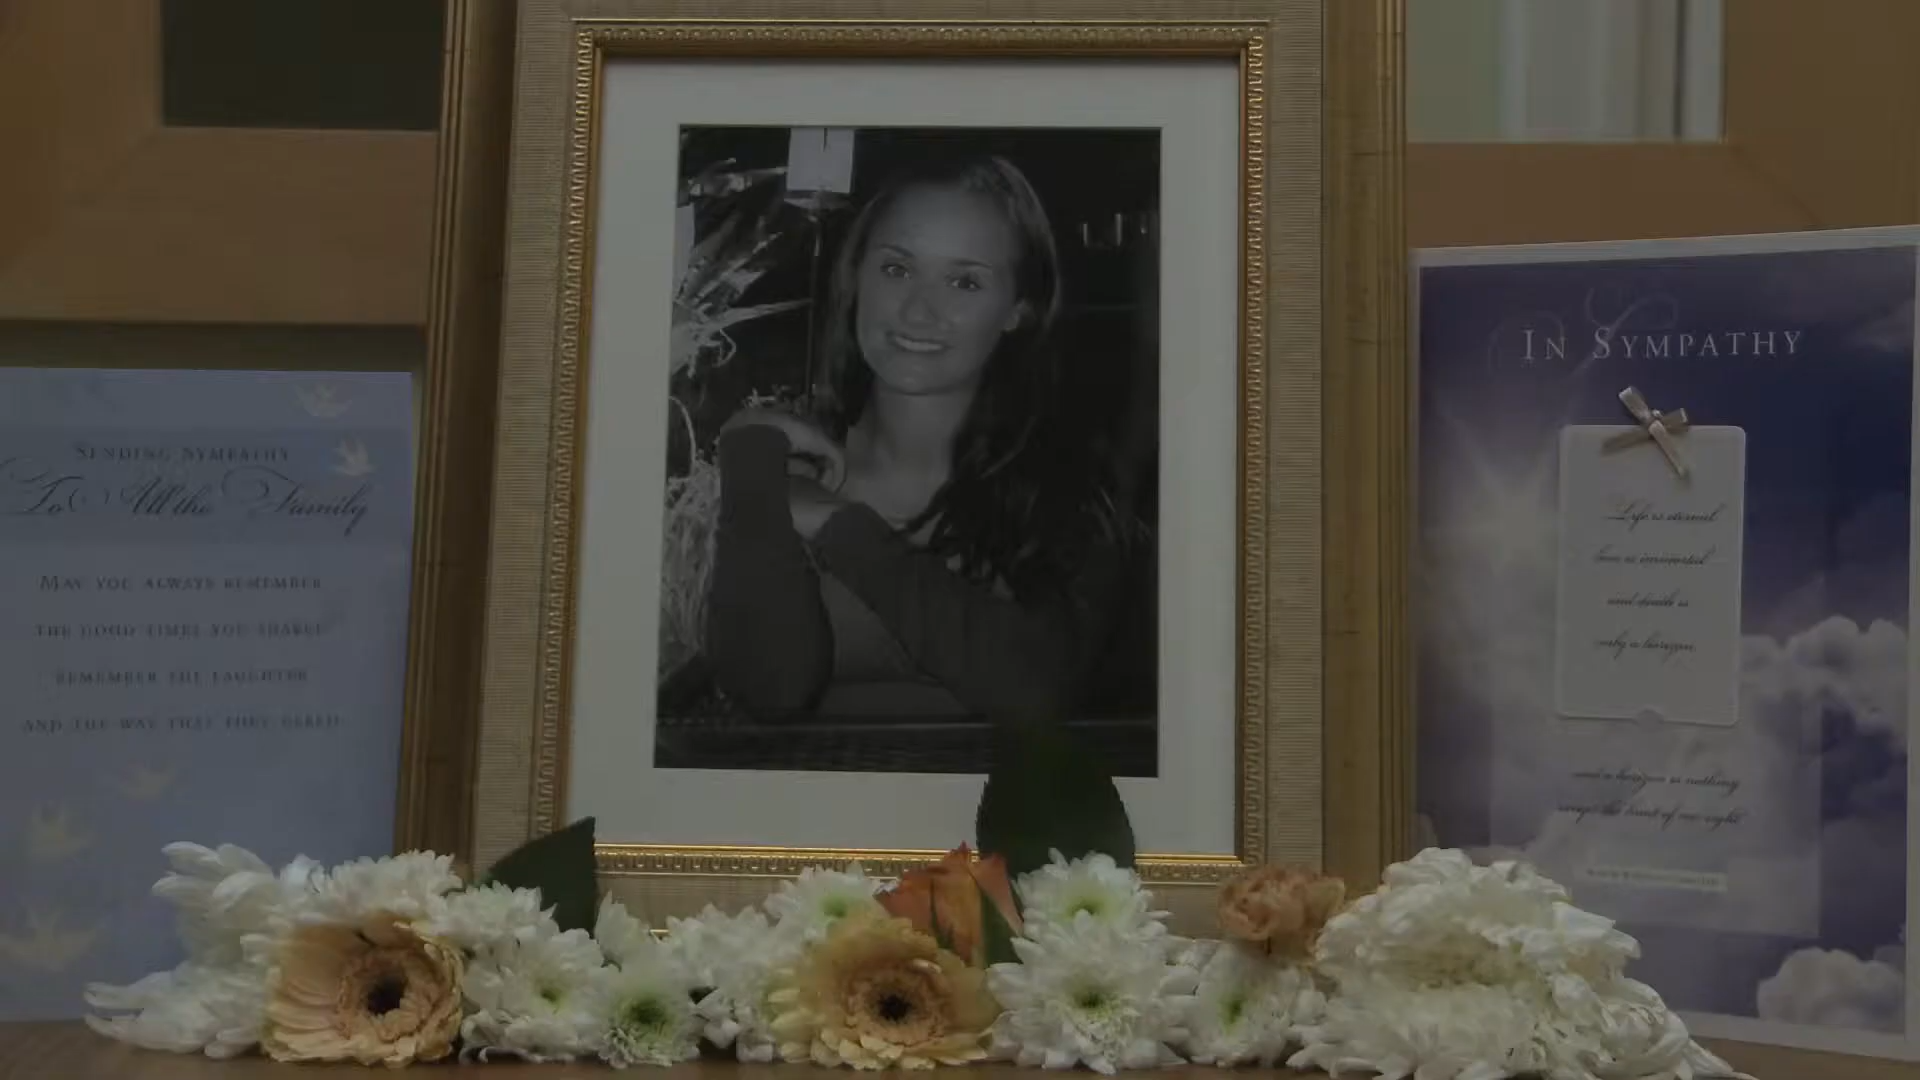 SENDING SYMPATHY
To All the Family
MAY YOU ALWAYS REMEMBER
THE GOOD TIMES YOU SHARED
REMEMBER THE LAUGHTER
AND THE WAY THAT THEY CARED
IN SYMPATHY
Life is eternal
love is immortal
and death is
only a horizon
and a horizon is nothing
except the limit of our sight